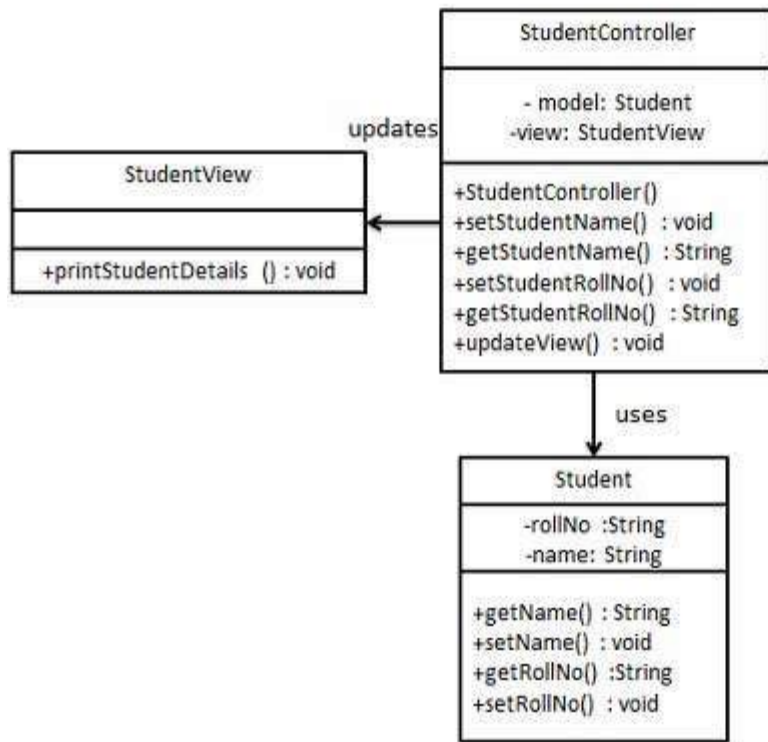 StudentController
- model: Student
-view: StudentView
+StudentController()
+setStudentName() : void
+getStudentName() : String
+setStudentRollNo() : void
+getStudentRollNo() : String
+updateView() : void
updates
StudentView
+printStudentDetails () : void
uses
Student
-rollNo :String
-name: String
+getName() : String
+setName() : void
+getRollNo() :String
+setRollNo() : void